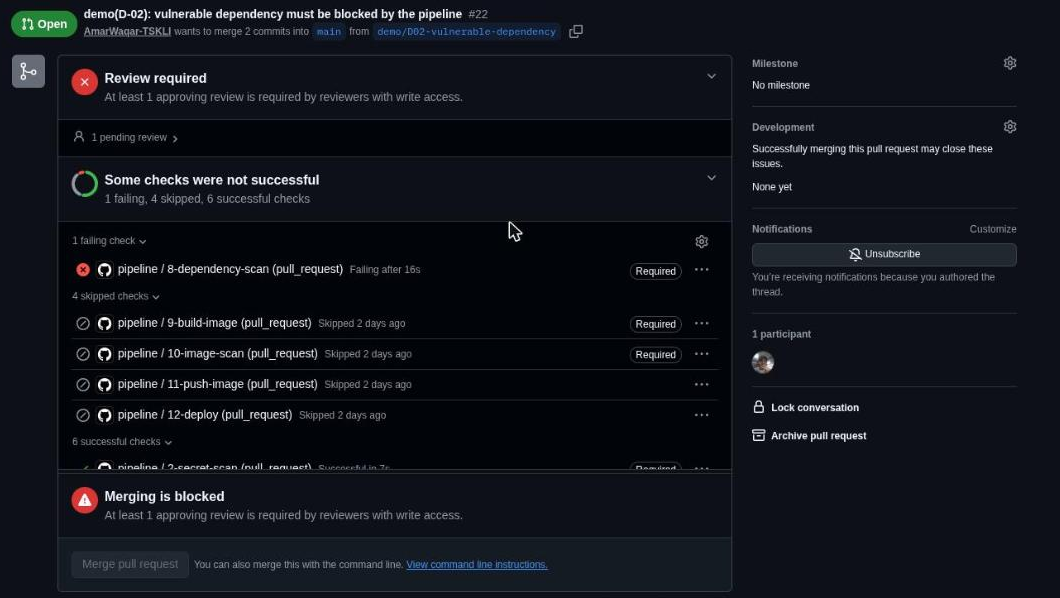 Open
demo(D-02): vulnerable dependency must be blocked by the pipeline #22
AmarWaqar-TSKLI wants to merge 2 commits into main from demo/D02-vulnerable-dependency
Review required
At least 1 approving review is required by reviewers with write access.
1 pending review
Some checks were not successful
1 failing, 4 skipped, 6 successful checks
1 failing check
pipeline / 8-dependency-scan (pull_request) Failing after 16s Required
4 skipped checks
pipeline / 9-build-image (pull_request) Skipped 2 days ago Required
pipeline / 10-image-scan (pull_request) Skipped 2 days ago Required
pipeline / 11-push-image (pull_request) Skipped 2 days ago
pipeline / 12-deploy (pull_request) Skipped 2 days ago
6 successful checks
pipeline / 2-secret-scan (pull_request) Successful in 7s Required
Merging is blocked
At least 1 approving review is required by reviewers with write access.
Merge pull request You can also merge this with the command line. View command line instructions.
Milestone
No milestone
Development
Successfully merging this pull request may close these
issues.
None yet
Notifications Customize
Unsubscribe
You're receiving notifications because you authored the
thread.
1 participant
Lock conversation
Archive pull request